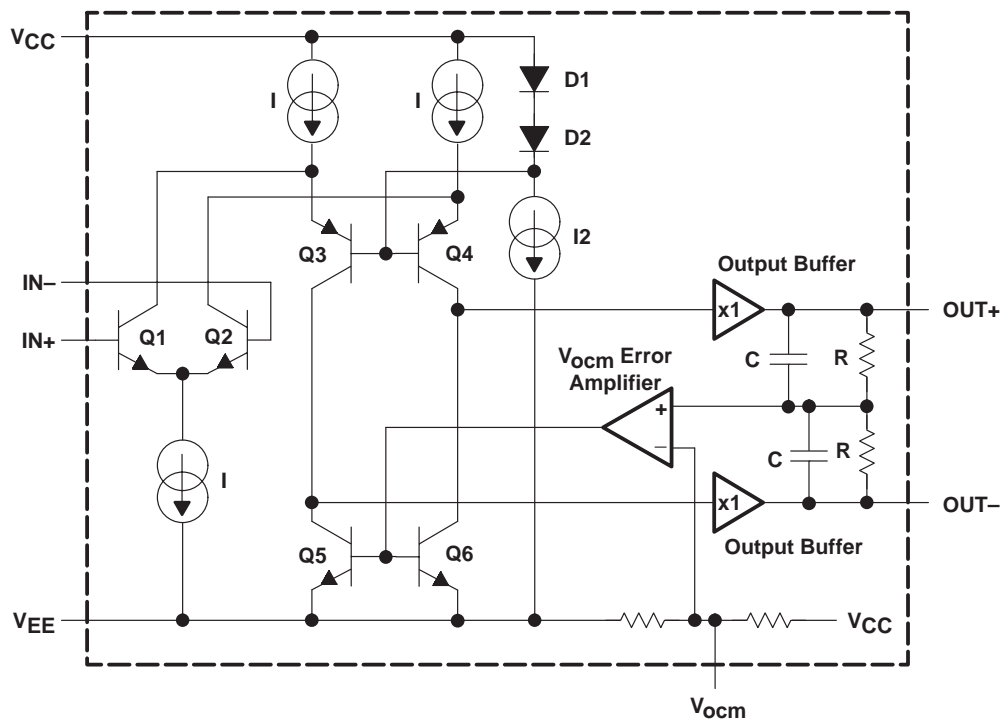 VCC
I
I
D1
D2
Q3
Q4
I2
IN–
IN+
Q1
Q2
Output Buffer
x1
OUT+
C
R
Vocm Error
Amplifier
+
–
C
R
I
x1
OUT–
Output Buffer
Q5
Q6
VEE
VCC
Vocm